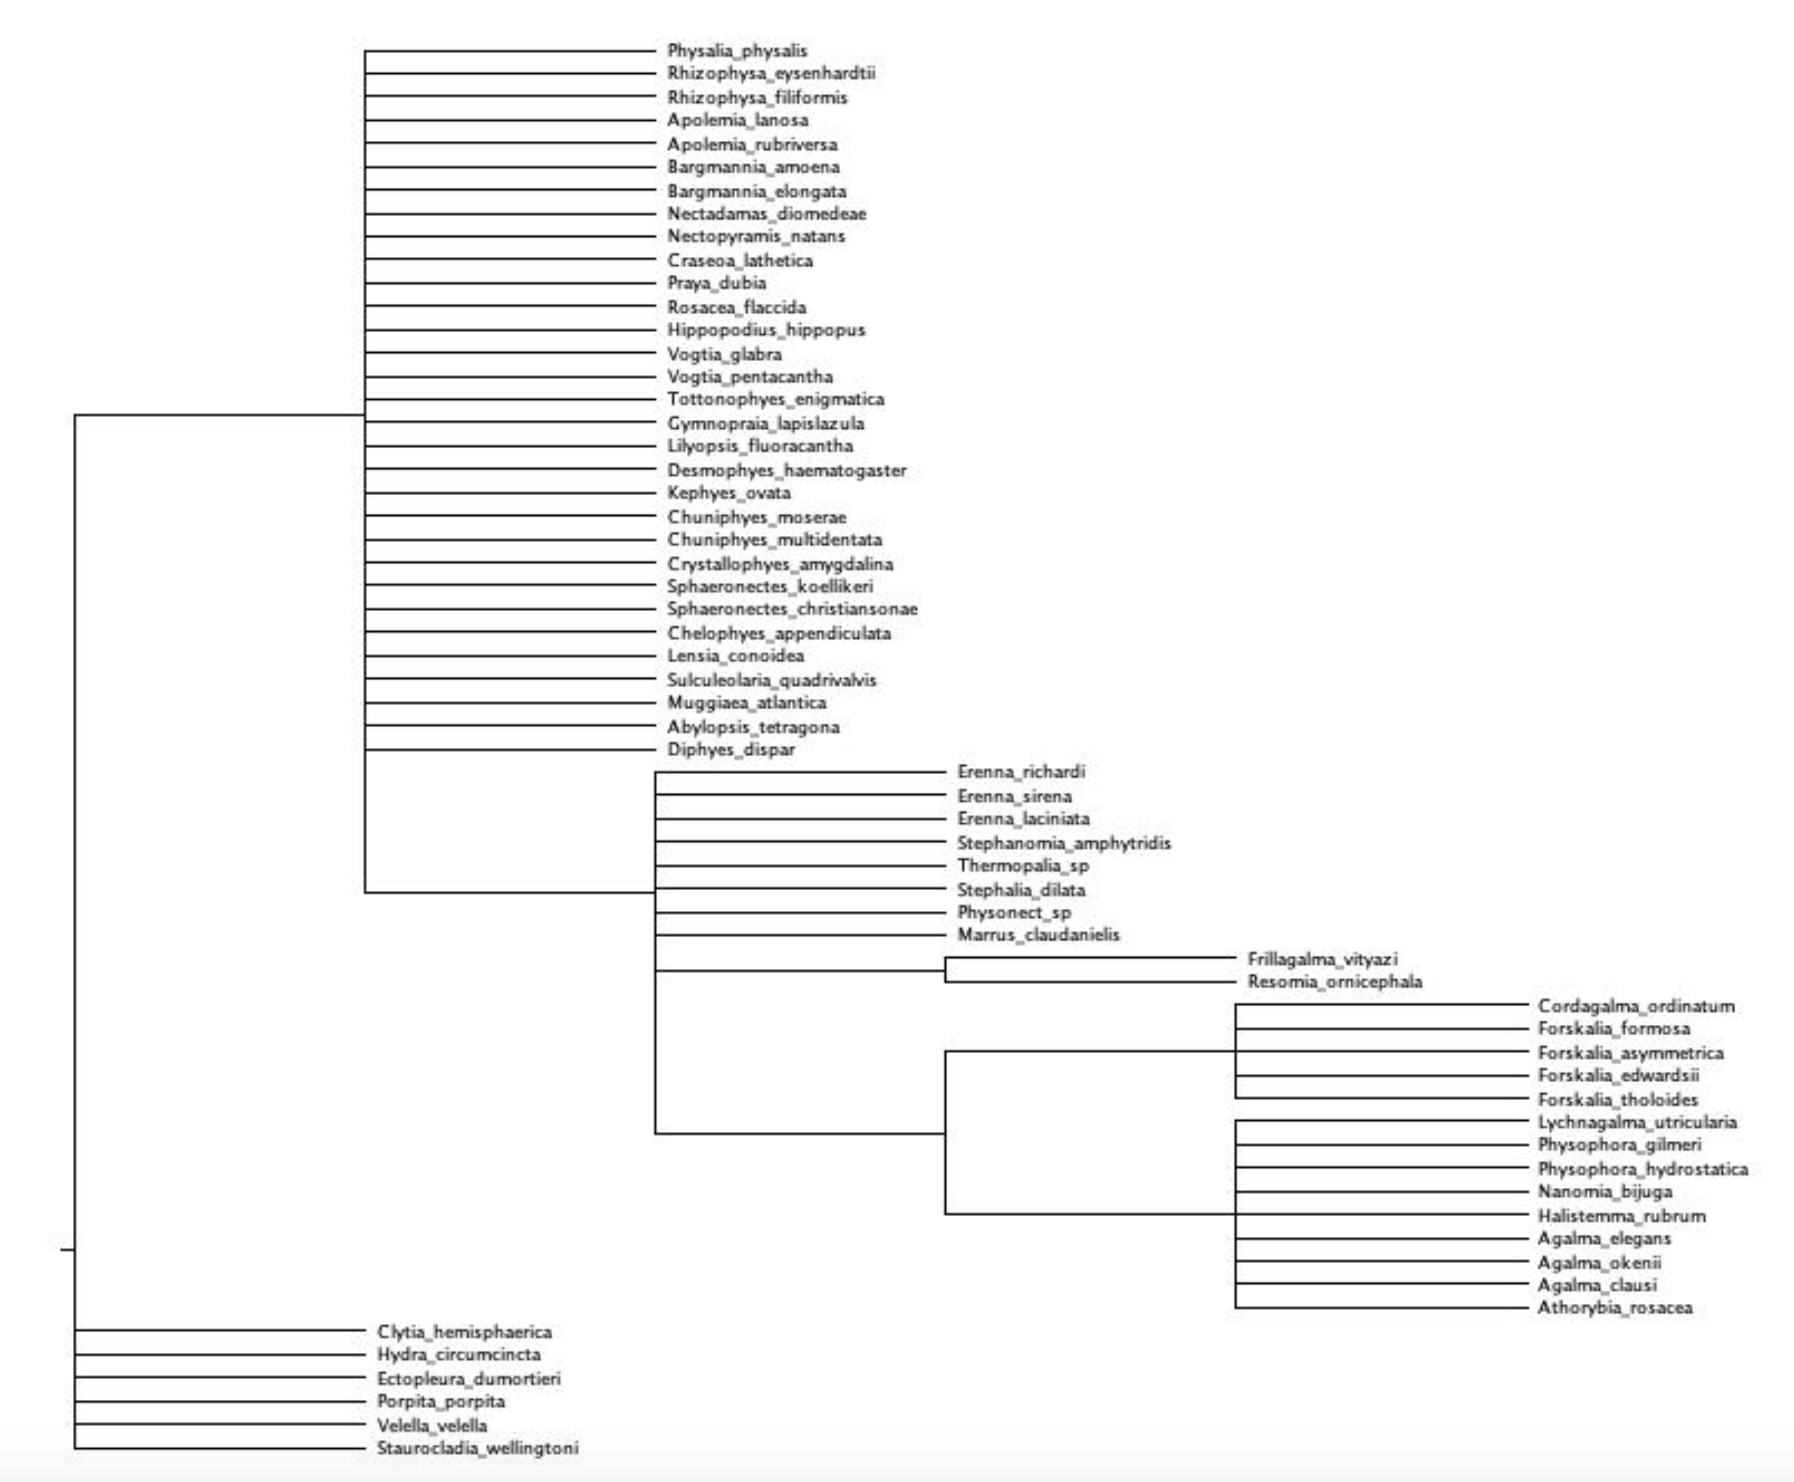 Physalia_physalis
Rhizophysa_eysenhardtii
Rhizophysa_filiformis
Apolemia_lanosa
Apolemia_rubriversa
Bargmannia_amoena
Bargmannia_elongata
Nectadamas_diomedeae
Nectopyramis_natans
Craseoa_lathetica
Praya_dubia
Rosacea_flaccida
Hippopodius_hippopus
Vogtia_glabra
Vogtia_pentacantha
Tottonophyes_enigmatica
Gymnopraia_lapislazula
Lilyopsis_fluoracantha
Desmophyes_haematogaster
Kephyes_ovata
Chuniphyes_moserae
Chuniphyes_multidentata
Crystallophyes_amygdalina
Sphaeronectes_koellikeri
Sphaeronectes_christiansonae
Chelophyes_appendiculata
Lensia_conoidea
Sulculeolaria_quadrivalvis
Muggiaea_atlantica
Abylopsis_tetragona
Diphyes_dispar
Erenna_richardi
Erenna_sirena
Erenna_laciniata
Stephanomia_amphytridis
Thermopalia_sp
Stephalia_dilata
Physonect_sp
Marrus_claudanielis
Frillagalma_vityazi
Resomia_ornicephala
Cordagalma_ordinatum
Forskalia_formosa
Forskalia_asymmetrica
Forskalia_edwardsii
Forskalia_tholoides
Lychnagalma_utricularia
Physophora_gilmeri
Physophora_hydrostatica
Nanomia_bijuga
Halistemma_rubrum
Agalma_elegans
Agalma_okenii
Agalma_clausi
Athorybia_rosacea
Clytia_hemisphaerica
Hydra_circumcincta
Ectopleura_dumortieri
Porpita_porpita
Velella_velella
Staurocladia_wellingtoni